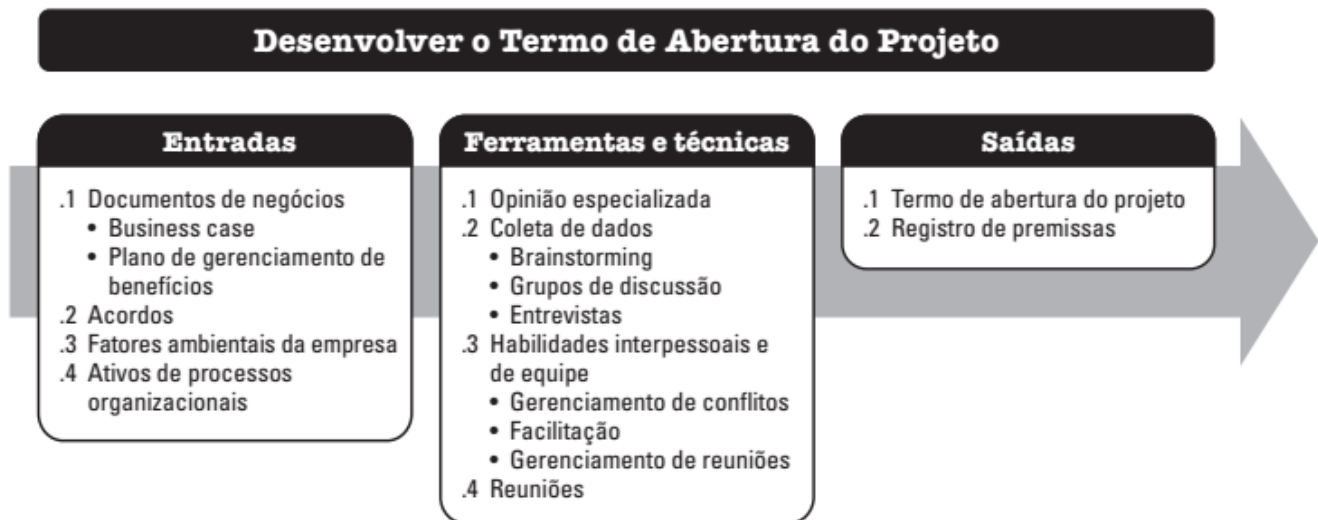 Desenvolver o Termo de Abertura do Projeto
Entradas
.1 Documentos de negócios
• Business case
• Plano de gerenciamento de
benefícios
.2 Acordos
.3 Fatores ambientais da empresa
.4 Ativos de processos
organizacionais
Ferramentas e técnicas
.1 Opinião especializada
.2 Coleta de dados
• Brainstorming
• Grupos de discussão
• Entrevistas
.3 Habilidades interpessoais e
de equipe
• Gerenciamento de conflitos
• Facilitação
• Gerenciamento de reuniões
.4 Reuniões
Saídas
.1 Termo de abertura do projeto
.2 Registro de premissas